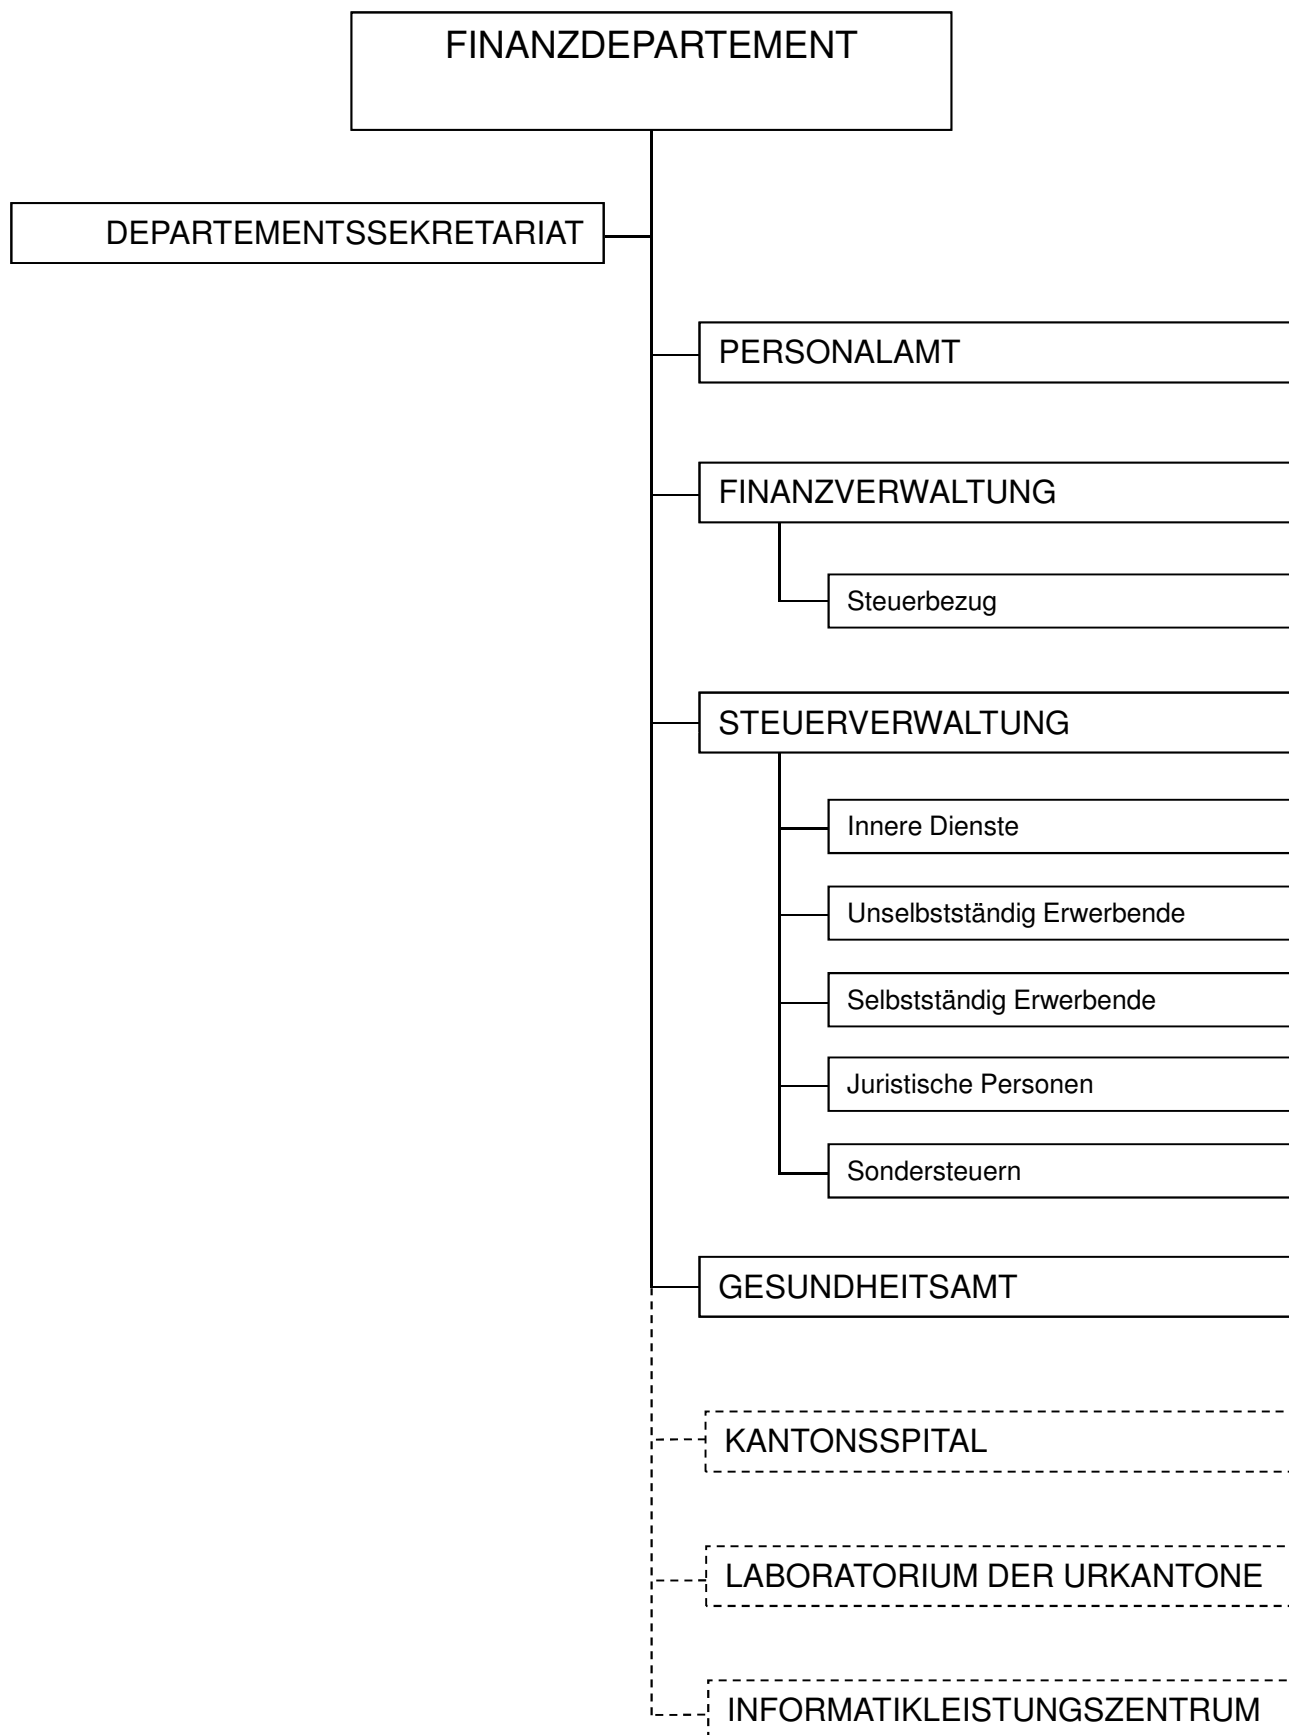 FINANZDEPARTEMENT
DEPARTEMENTSSEKRETARIAT
PERSONALAMT
FINANZVERWALTUNG
Steuerbezug
STEUERVERWALTUNG
Innere Dienste
Unselbstständig Erwerbende
Selbstständig Erwerbende
Juristische Personen
Sondersteuern
GESUNDHEITSAMT
KANTONSSPITAL
LABORATORIUM DER URKANTONE
INFORMATIKLEISTUNGSZENTRUM